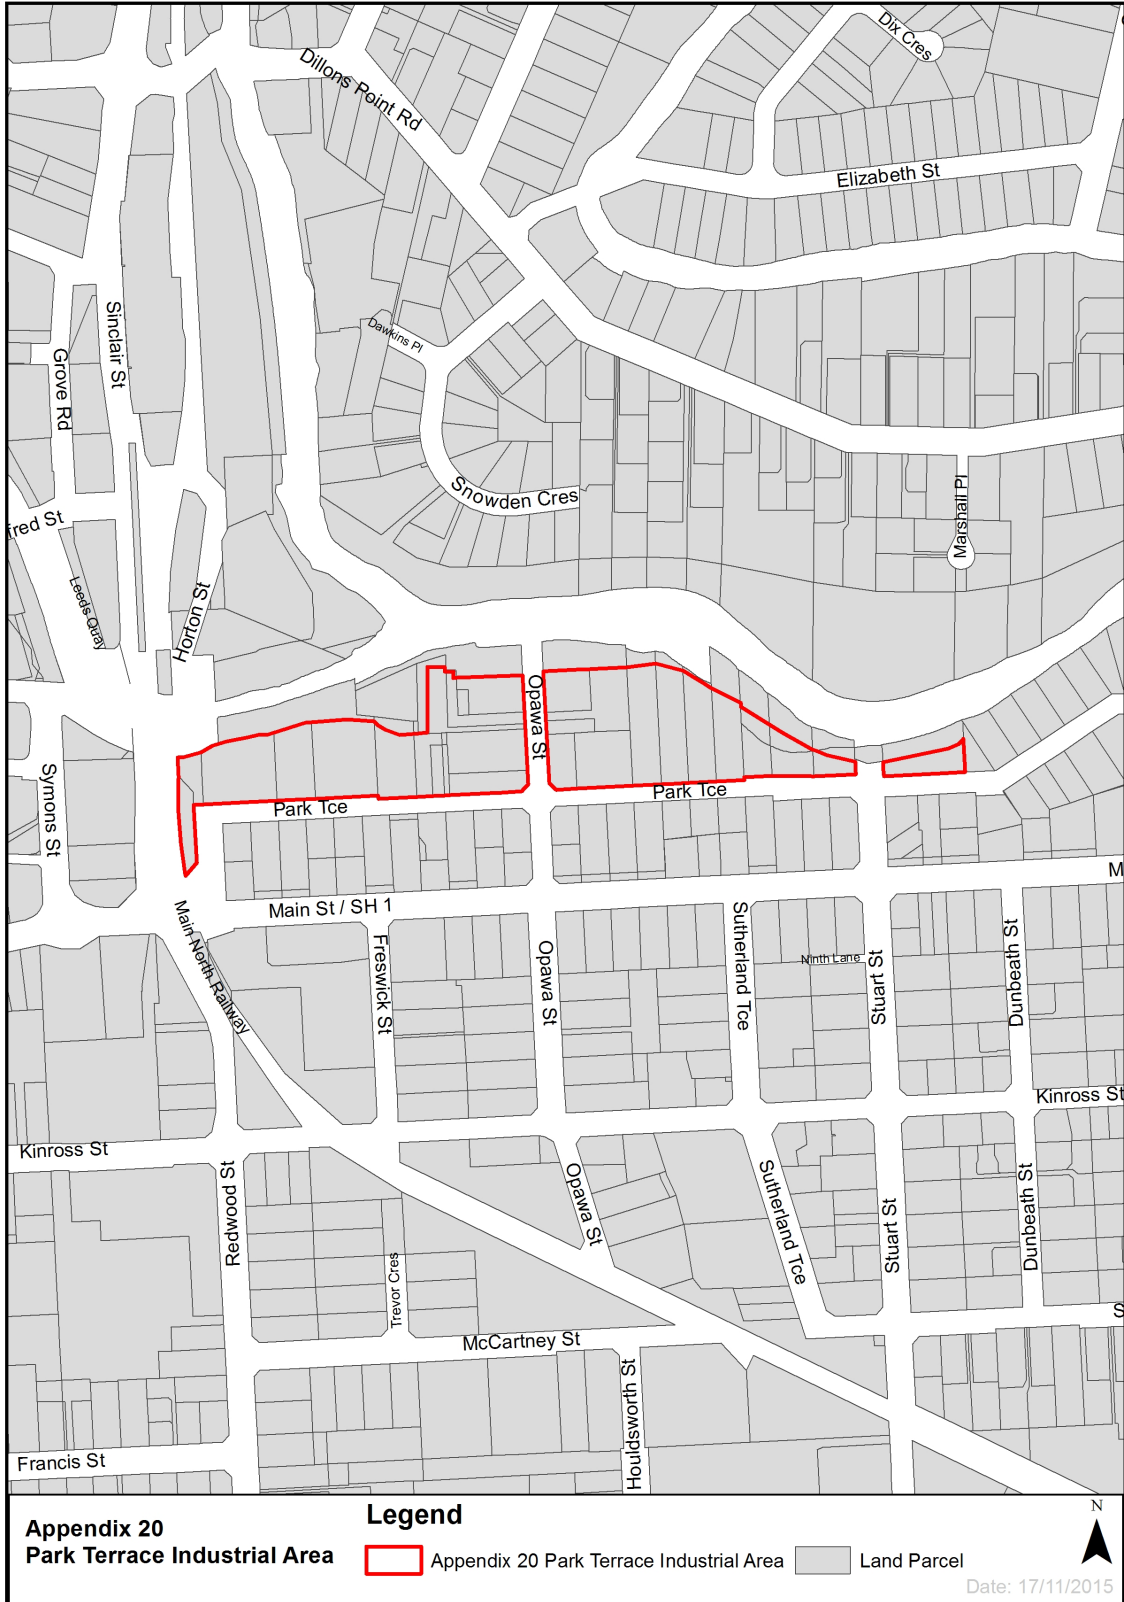 Dix Cres
Dillons Point Rd
Elizabeth St
Sinclair St
Grove Rd
Dawkins Pl
Snowden Cres
Marshall Pl
fred St
Leeds Quay
Horton St
Opawa St
Symons St
Park Tce
Park Tce
Main St / SH 1
M
Main North Railway
Freswick St
Opawa St
Sutherland Tce
Ninth Lane
Stuart St
Dunbeath St
Kinross St
Kinross St
Redwood St
Opawa St
Sutherland Tce
Stuart St
Dunbeath St
Trevor Cres
McCartney St
S
Houldsworth St
Francis St
Appendix 20
Park Terrace Industrial Area
Legend
Appendix 20 Park Terrace Industrial Area
Land Parcel
N
Date: 17/11/2015